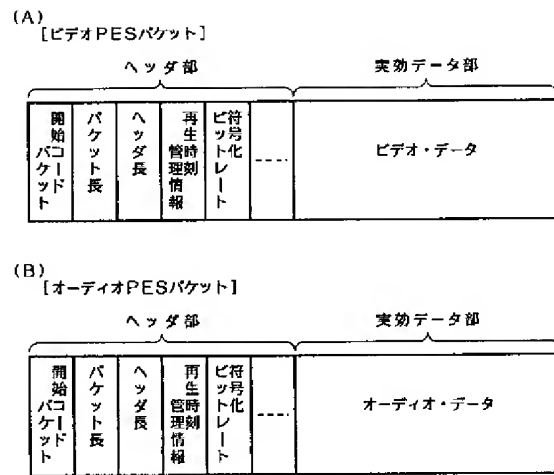 (A)
[ビデオPESパケット]
ヘッダ部
実効データ部
開始コード
パケット
パケット長
ヘッダ長
再生時刻
管理情報
符号化
ビットレート
-----
ビデオ・データ
(B)
[オーディオPESパケット]
ヘッダ部
実効データ部
開始コード
パケット
パケット長
ヘッダ長
再生時刻
管理情報
符号化
ビットレート
-----
オーディオ・データ